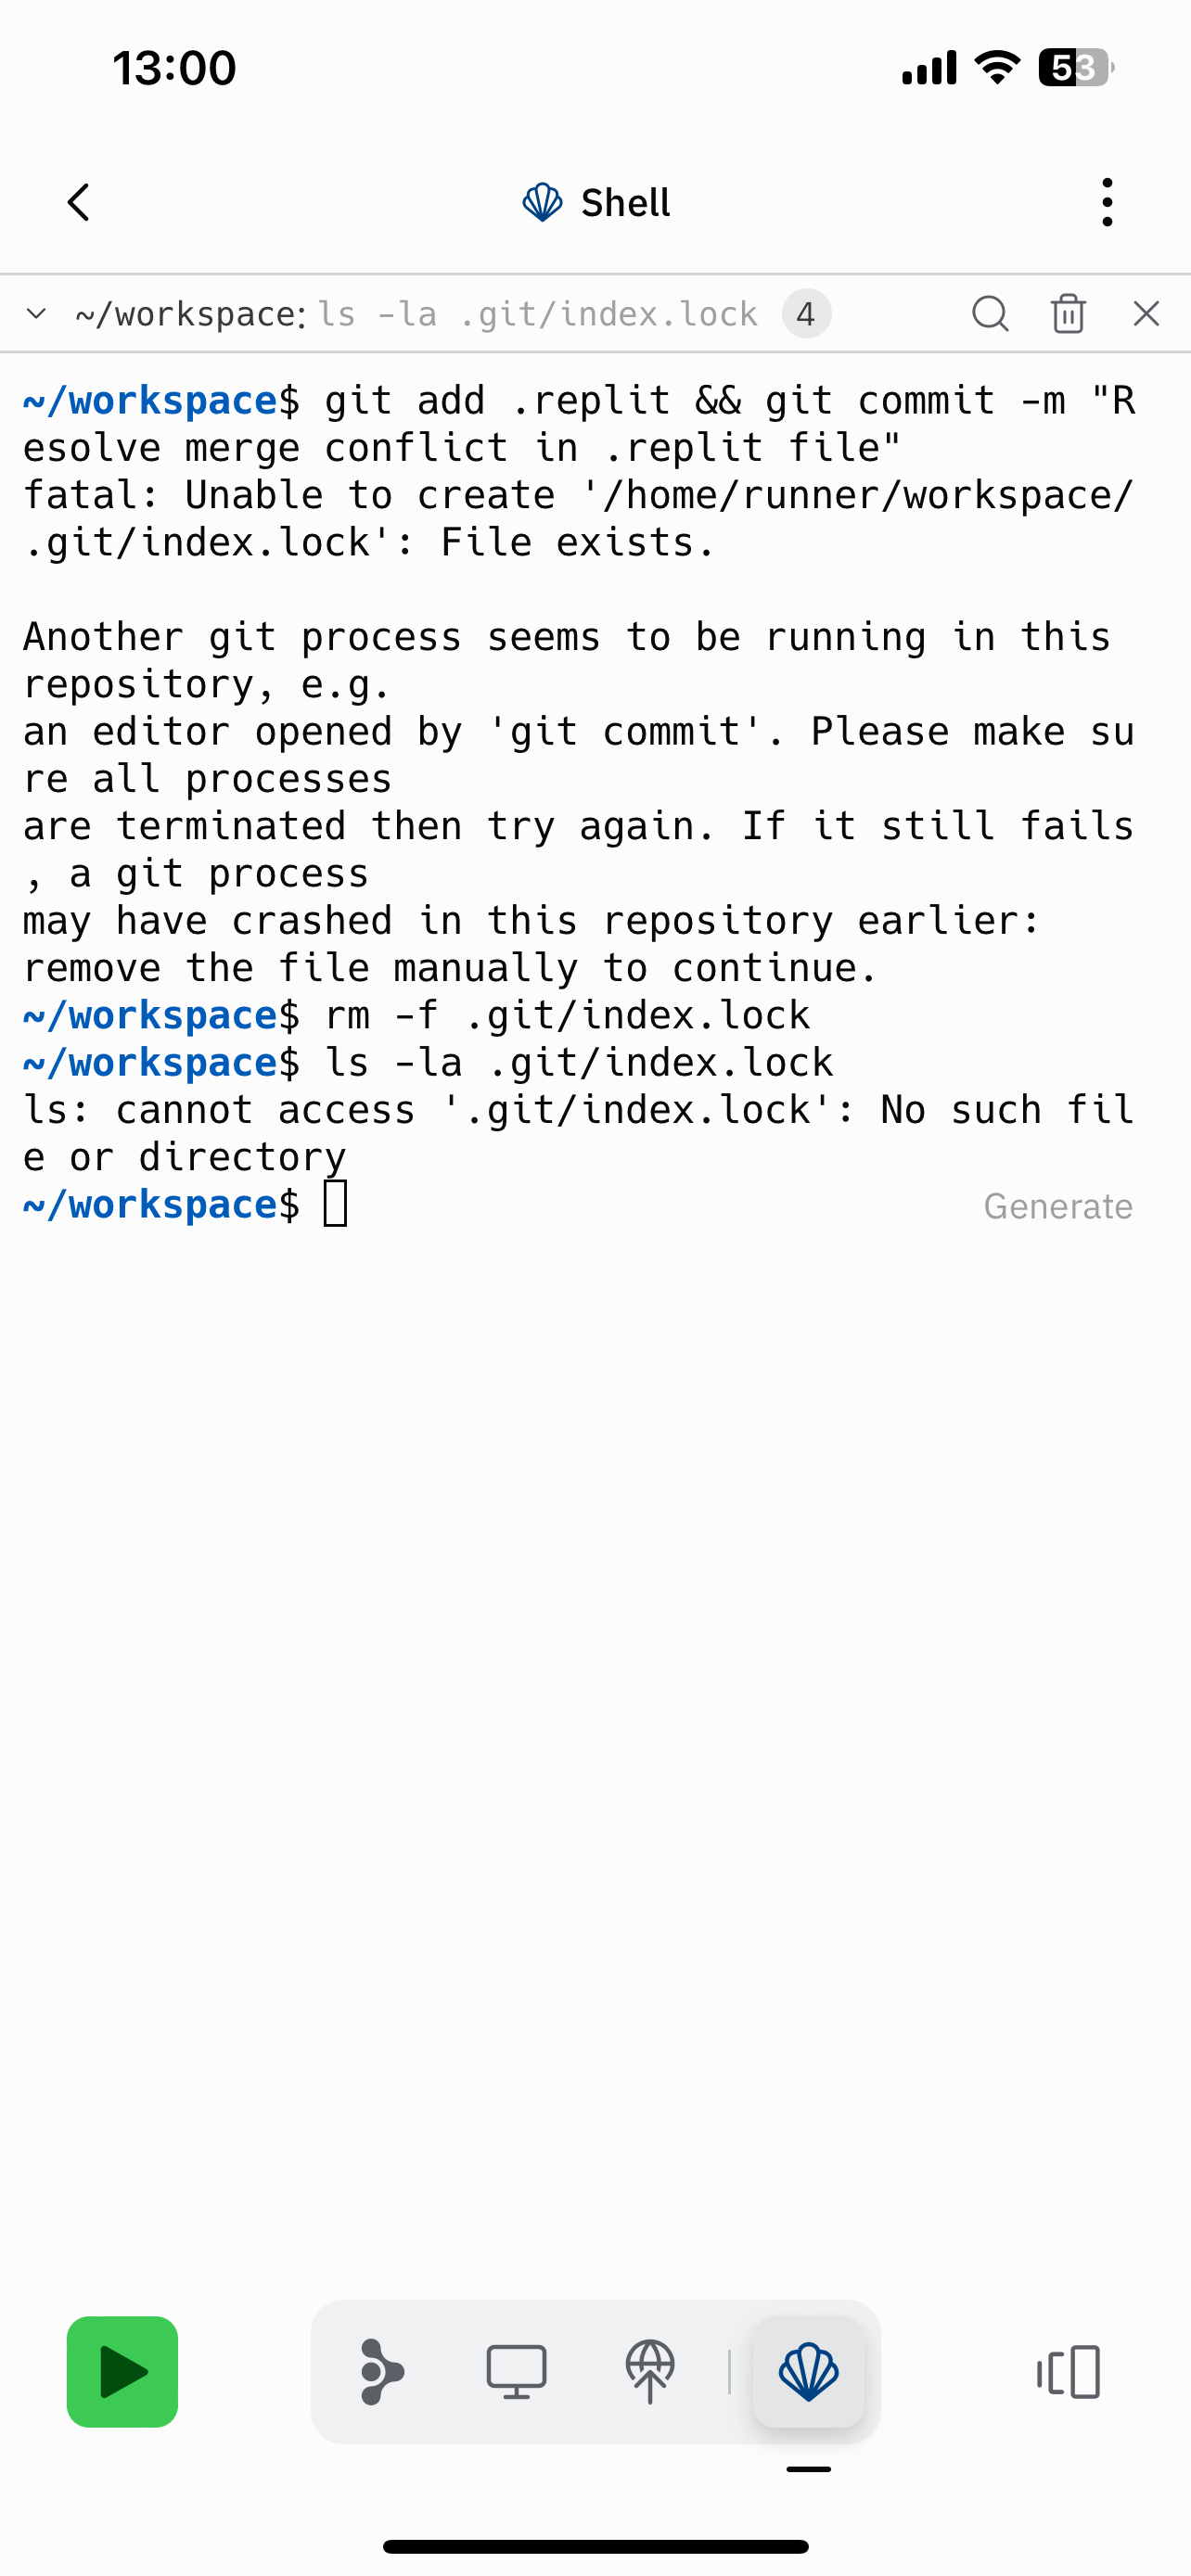 13:00
53
Shell
~/workspace: ls -la .git/index.lock 4
~/workspace$ git add .replit && git commit -m "R
esolve merge conflict in .replit file"
fatal: Unable to create '/home/runner/workspace/
.git/index.lock': File exists.
Another git process seems to be running in this
repository, e.g.
an editor opened by 'git commit'. Please make su
re all processes
are terminated then try again. If it still fails
, a git process
may have crashed in this repository earlier:
remove the file manually to continue.
~/workspace$ rm -f .git/index.lock
~/workspace$ ls -la .git/index.lock
ls: cannot access '.git/index.lock': No such fil
e or directory
~/workspace$
Generate